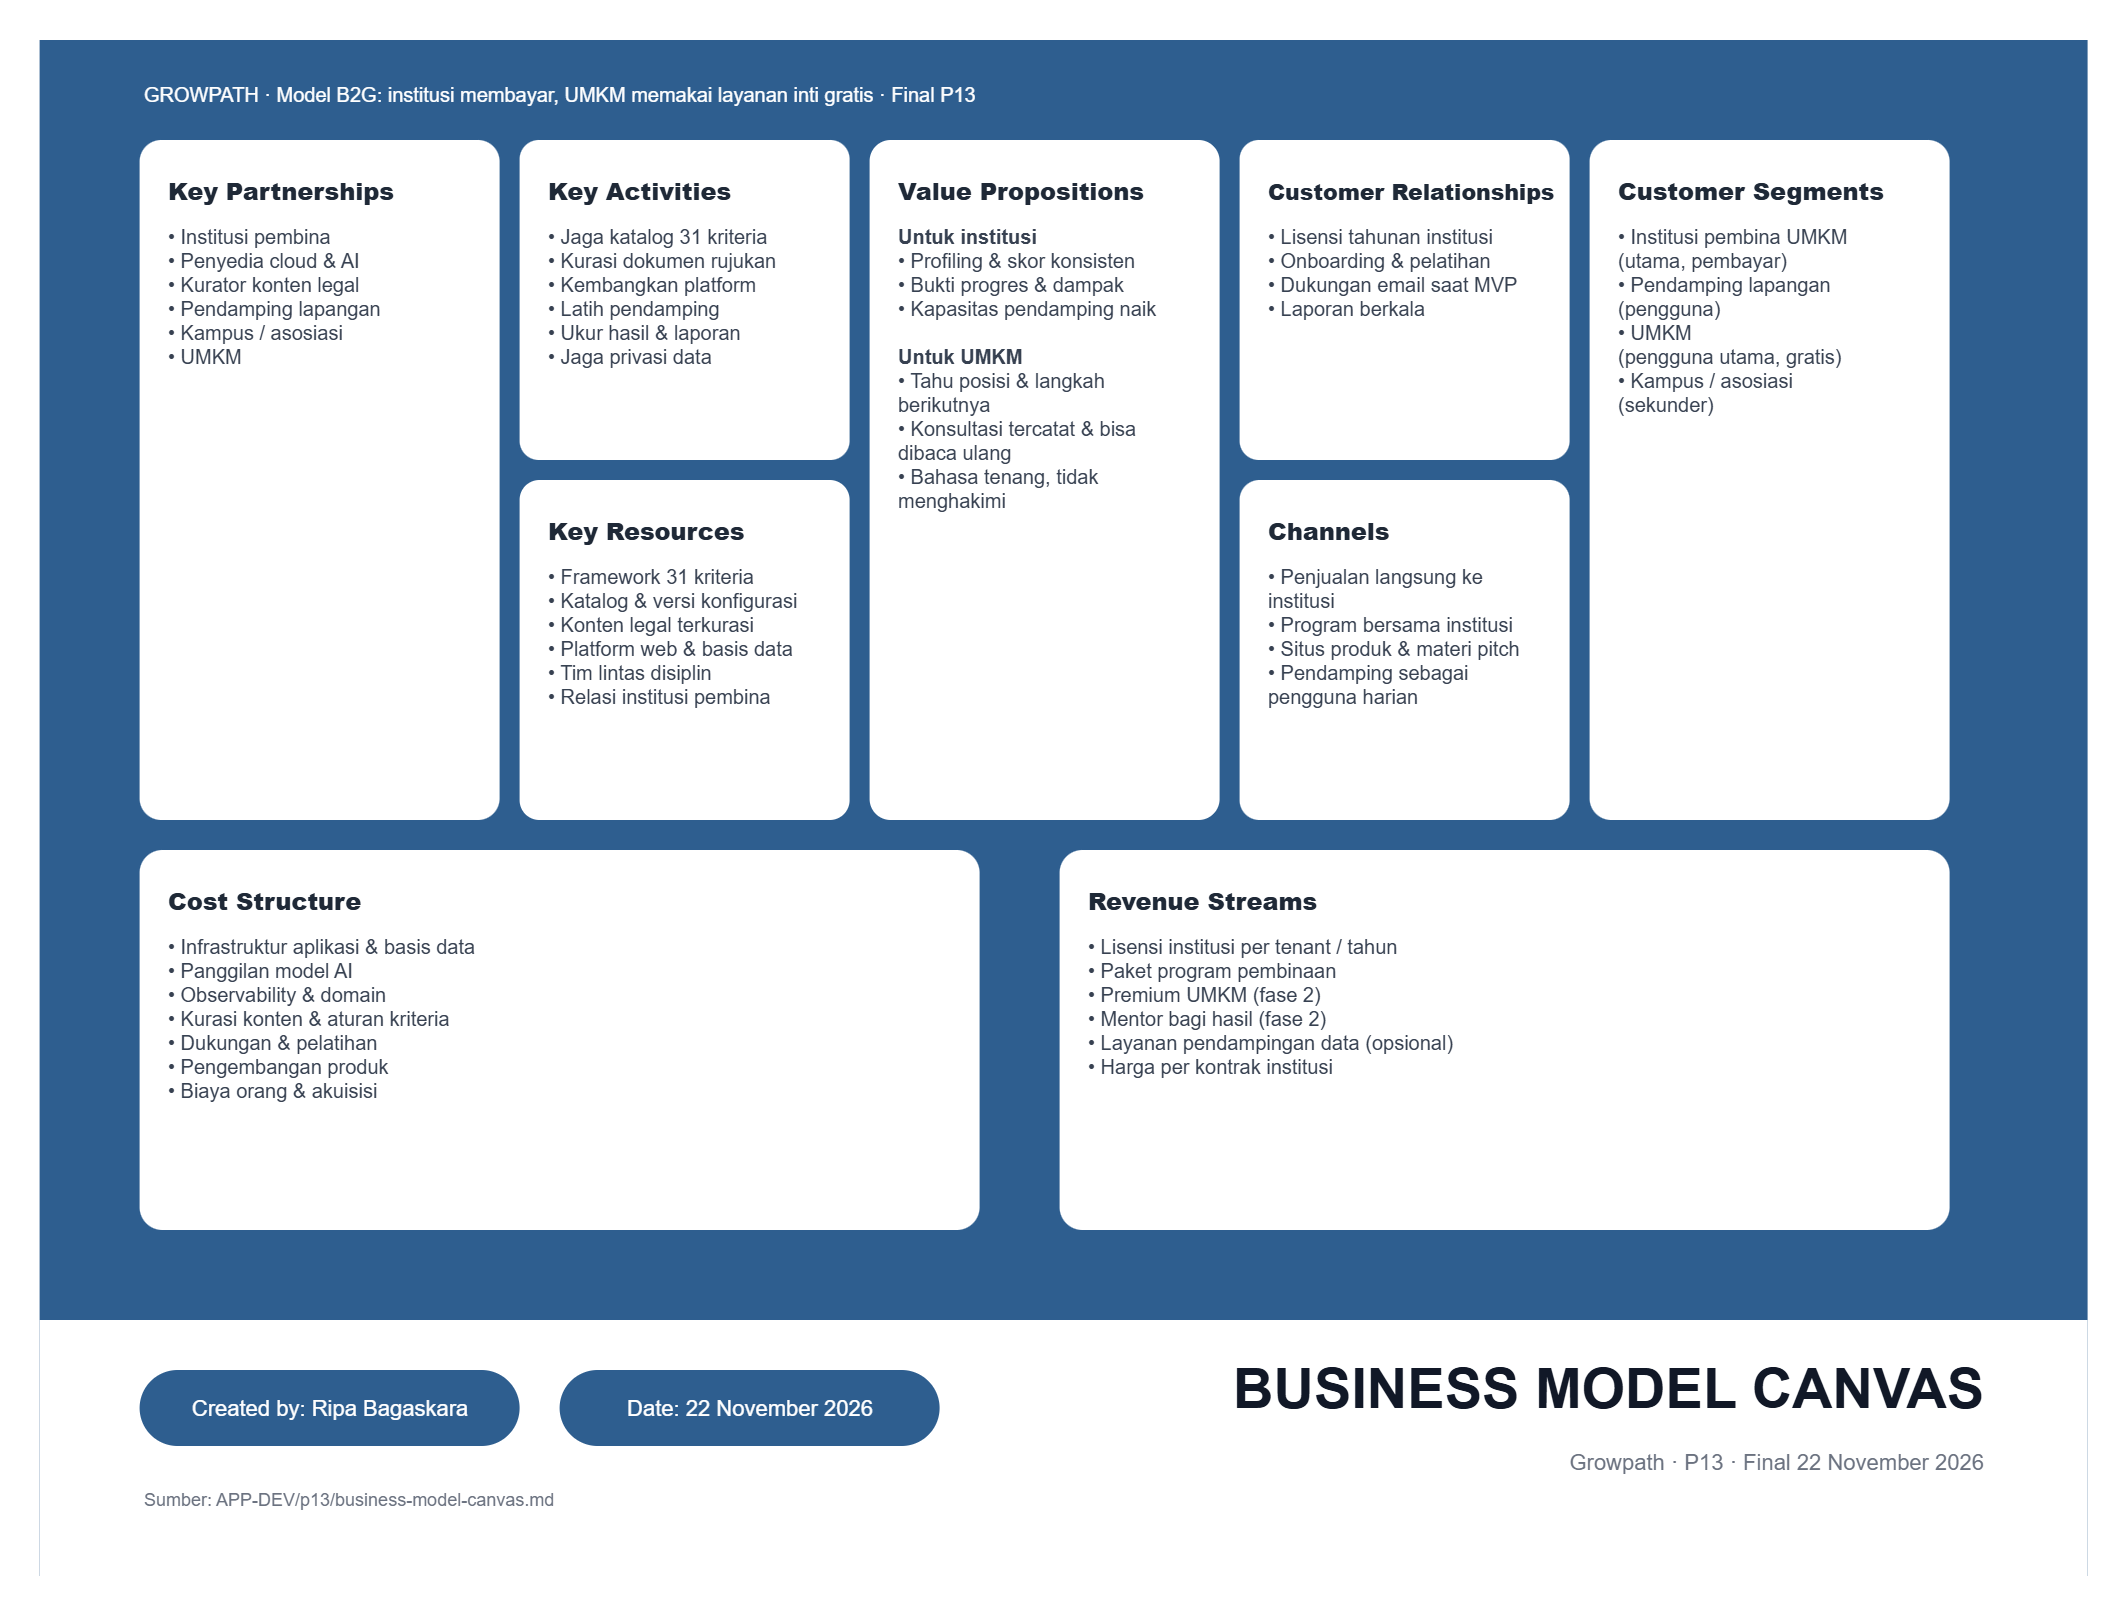 GROWPATH · Model B2G: institusi membayar, UMKM memakai layanan inti gratis · Final P13
Key Partnerships
• Institusi pembina
• Penyedia cloud & AI
• Kurator konten legal
• Pendamping lapangan
• Kampus / asosiasi
• UMKM
Key Activities
• Jaga katalog 31 kriteria
• Kurasi dokumen rujukan
• Kembangkan platform
• Latih pendamping
• Ukur hasil & laporan
• Jaga privasi data
Key Resources
• Framework 31 kriteria
• Katalog & versi konfigurasi
• Konten legal terkurasi
• Platform web & basis data
• Tim lintas disiplin
• Relasi institusi pembina
Value Propositions
Untuk institusi
• Profiling & skor konsisten
• Bukti progres & dampak
• Kapasitas pendamping naik
Untuk UMKM
• Tahu posisi & langkah
berikutnya
• Konsultasi tercatat & bisa
dibaca ulang
• Bahasa tenang, tidak
menghakimi
Customer Relationships
• Lisensi tahunan institusi
• Onboarding & pelatihan
• Dukungan email saat MVP
• Laporan berkala
Channels
• Penjualan langsung ke
institusi
• Program bersama institusi
• Situs produk & materi pitch
• Pendamping sebagai
pengguna harian
Customer Segments
• Institusi pembina UMKM
(utama, pembayar)
• Pendamping lapangan
(pengguna)
• UMKM
(pengguna utama, gratis)
• Kampus / asosiasi
(sekunder)
Cost Structure
• Infrastruktur aplikasi & basis data
• Panggilan model AI
• Observability & domain
• Kurasi konten & aturan kriteria
• Dukungan & pelatihan
• Pengembangan produk
• Biaya orang & akuisisi
Revenue Streams
• Lisensi institusi per tenant / tahun
• Paket program pembinaan
• Premium UMKM (fase 2)
• Mentor bagi hasil (fase 2)
• Layanan pendampingan data (opsional)
• Harga per kontrak institusi
Created by: Ripa Bagaskara
Date: 22 November 2026
BUSINESS MODEL CANVAS
Growpath · P13 · Final 22 November 2026
Sumber: APP-DEV/p13/business-model-canvas.md